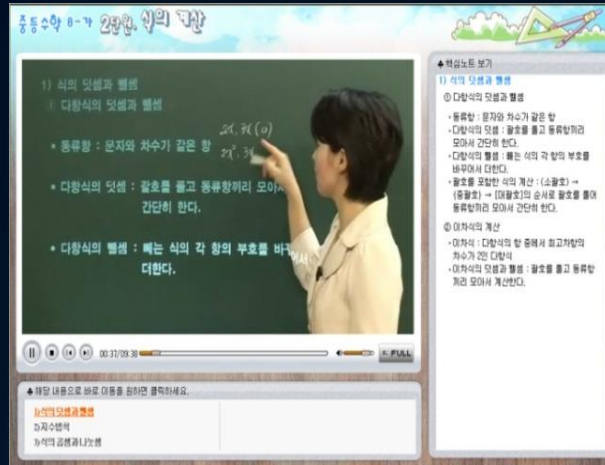 중등수학 8-가 2단원. 식의 계산
1) 식의 덧셈과 뺄셈
① 다항식의 덧셈과 뺄셈
2x, 3x (0)
2x², 3x
* 동류항 : 문자와 차수가 같은 항
* 다항식의 덧셈 : 괄호를 풀고 동류항끼리 모아서
간단히 한다.
* 다항식의 뺄셈 : 빼는 식의 각 항의 부호를 바꾸어서
더한다.
00:37/09:38
FULL
♣ 해당 내용으로 바로 이동을 원하면 클릭하세요.
1) 식의 덧셈과 뺄셈
2) 지수법칙
3) 식의 곱셈과 나눗셈
♣ 핵심노트 보기
1) 식의 덧셈과 뺄셈
① 다항식의 덧셈과 뺄셈
• 동류항 : 문자와 차수가 같은 항
• 다항식의 덧셈 : 괄호를 풀고 동류항끼리
모아서 간단히 한다.
• 다항식의 뺄셈 : 빼는 식의 각 항의 부호를
바꾸어서 더한다.
• 괄호를 포함한 식의 계산 : (소괄호) →
{중괄호} → [대괄호]의 순서로 괄호를 풀어
동류항끼리 모아서 간단히 한다.
② 이차식의 계산
• 이차식 : 다항식의 항 중에서 최고차항의
차수가 2인 다항식
• 이차식의 덧셈과 뺄셈 : 괄호를 풀고 동류항
끼리 모아서 계산한다.